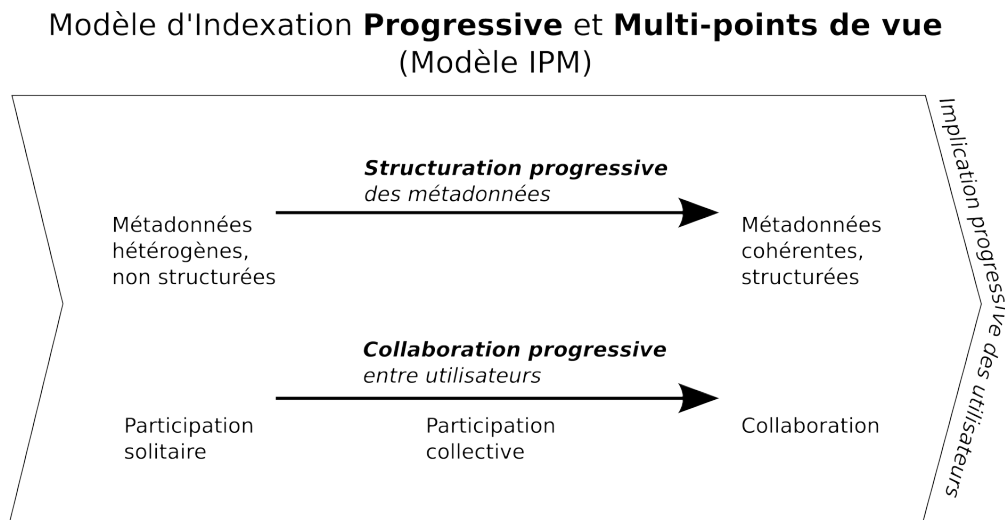 Modèle d'Indexation Progressive et Multi-points de vue
(Modèle IPM)
Structuration progressive
des métadonnées
Métadonnées
hétérogènes,
non structurées
Métadonnées
cohérentes,
structurées
Collaboration progressive
entre utilisateurs
Participation
solitaire
Participation
collective
Collaboration
Implication progressive des utilisateurs